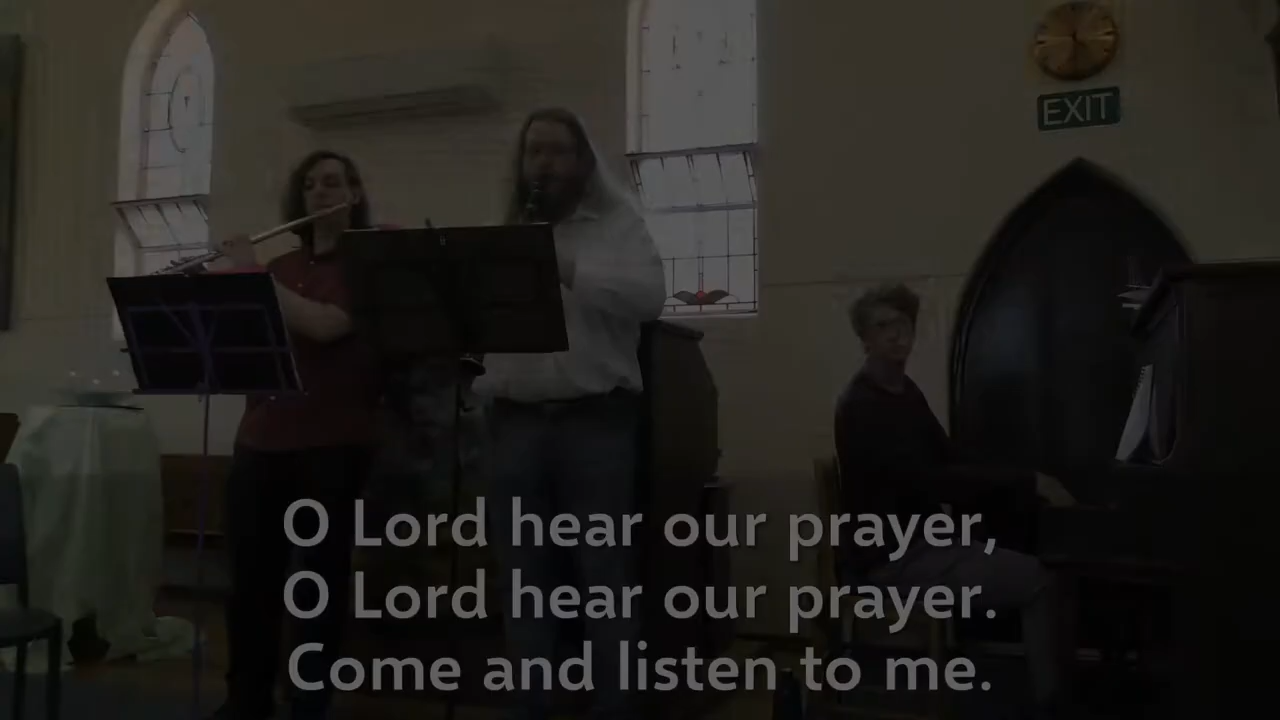 EXIT
O Lord hear our prayer,
O Lord hear our prayer.
Come and listen to me.